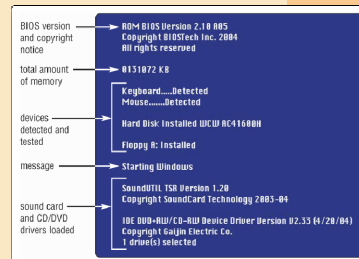 BIOS version
and copyright
notice
ROM BIOS Version 2.10 A05
Copyright BIOSTech Inc. 2004
All rights reserved
total amount
of memory
0131072 KB
devices
detected and
tested
Keyboard.....Detected
Mouse.......Detected
Hard Disk Installed WCW AC41600H
Floppy A: Installed
message
Starting Windows
sound card
and CD/DVD
drivers loaded
SoundUTIL TSR Version 1.20
Copyright SoundCard Technology 2003-04
IDE DVD+RW/CD-RW Device Driver Version V2.33 (4/20/04)
Copyright Gaijin Electric Co.
1 drive(s) selected